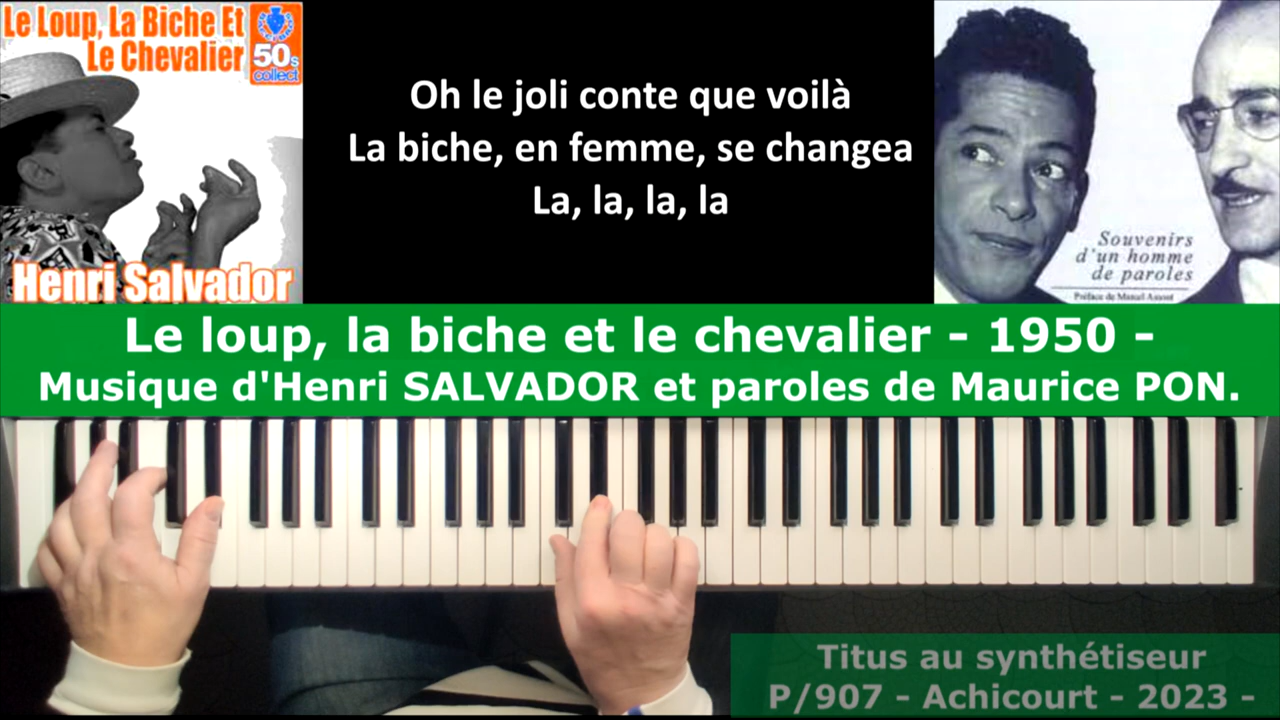 Le Loup, La Biche Et
Le Chevalier
50s
collect
Henri Salvador
Oh le joli conte que voilà
La biche, en femme, se changea
La, la, la, la
Souvenirs
d'un homme
de paroles
Préface de Marcel Amont
Le loup, la biche et le chevalier - 1950 -
Musique d'Henri SALVADOR et paroles de Maurice PON.
Titus au synthétiseur
P/907 - Achicourt - 2023 -